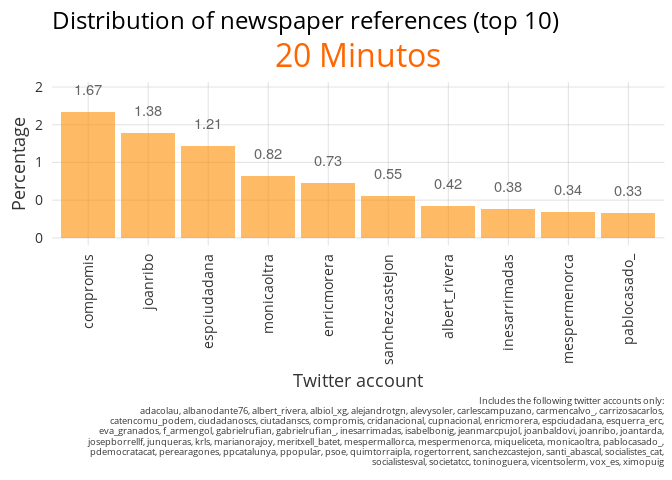 Distribution of newspaper references (top 10)
20 Minutos
Percentage
2
2
1
0
0
1.67
1.38
1.21
0.82
0.73
0.55
0.42
0.38
0.34
0.33
compromis
joanribo
espciudadana
monicaoltra
enricmorera
sanchezcastejon
albert_rivera
inesarrimadas
mespermenorca
pablocasado_
Twitter account
Includes the following twitter accounts only:
adacolau, albanodante76, albert_rivera, albiol_xg, alejandrotgn, alevysoler, carlescampuzano, carmencalvo_, carrizosacarlos,
catencomu_podem, ciudadanoscs, ciutadanscs, compromis, cridanacional, cupnacional, enricmorera, espciudadana, esquerra_erc,
eva_granados, f_armengol, gabrielrufian, gabrielrufian_, inesarrimadas, isabelbonig, jeanmarcpujol, joanbaldovi, joanribo, joantarda,
josepborrellf, junqueras, krls, marianorajoy, meritxell_batet, mespermallorca, mespermenorca, miqueliceta, monicaoltra, pablocasado_,
pdemocratacat, perearagones, ppcatalunya, ppopular, psoe, quimtorraipla, rogertorrent, sanchezcastejon, santi_abascal, socialistes_cat,
socialistesval, societatcc, toninoguera, vicentsolerm, vox_es, ximopuig